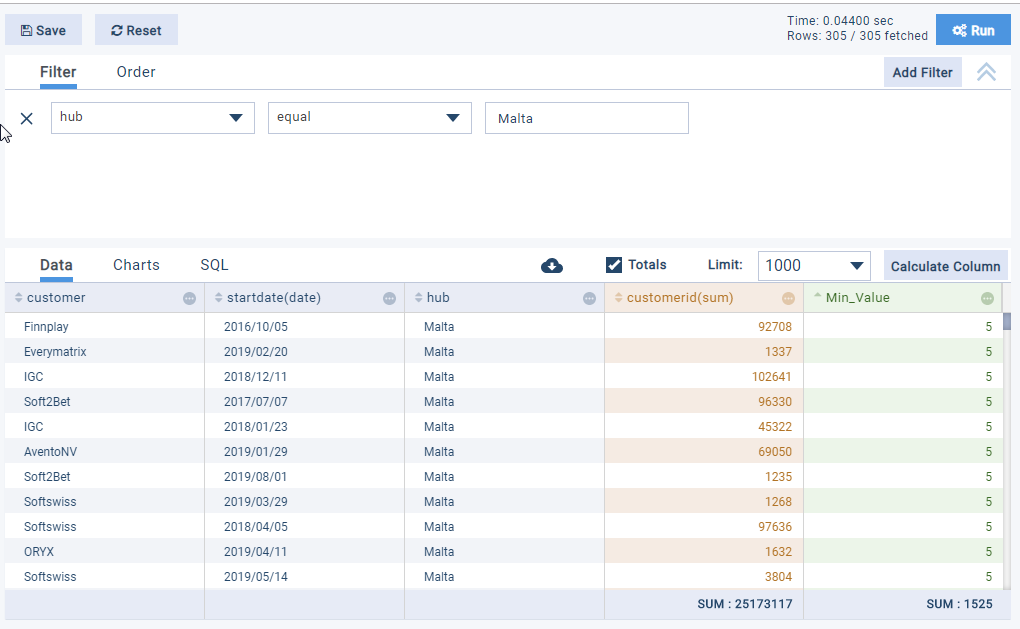 Save Reset Time: 0.04400 sec
Rows: 305 / 305 fetched Run
Filter Order Add Filter
hub equal Malta
Data Charts SQL Totals Limit: 1000 Calculate Column
customer startdate(date) hub customerid(sum) Min_Value
Finnplay 2016/10/05 Malta 92708 5
Everymatrix 2019/02/20 Malta 1337 5
IGC 2018/12/11 Malta 102641 5
Soft2Bet 2017/07/07 Malta 96330 5
IGC 2018/01/23 Malta 45322 5
AventoNV 2019/01/29 Malta 69050 5
Soft2Bet 2019/08/01 Malta 1235 5
Softswiss 2019/03/29 Malta 1268 5
Softswiss 2018/04/05 Malta 97636 5
ORYX 2019/04/11 Malta 1632 5
Softswiss 2019/05/14 Malta 3804 5
SUM : 25173117 SUM : 1525